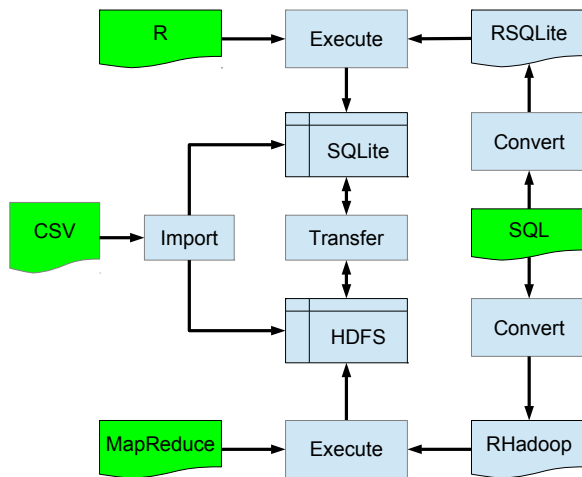 R
Execute
RSQLite
SQLite
Convert
CSV
Import
Transfer
SQL
HDFS
Convert
MapReduce
Execute
RHadoop